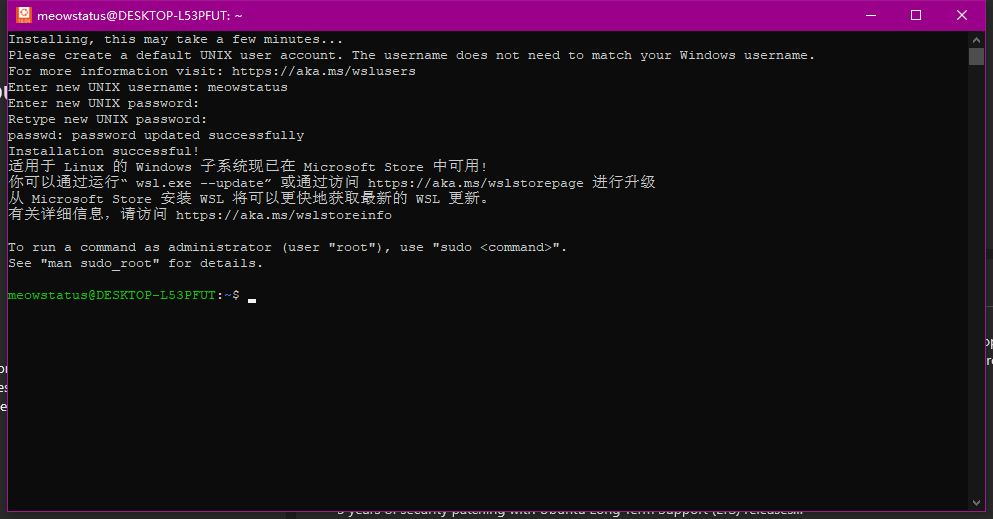 meowstatus@DESKTOP-L53PFUT: ~
Installing, this may take a few minutes...
Please create a default UNIX user account. The username does not need to match your Windows username.
For more information visit: https://aka.ms/wslusers
Enter new UNIX username: meowstatus
Enter new UNIX password:
Retype new UNIX password:
passwd: password updated successfully
Installation successful!
适用于 Linux 的 Windows 子系统现已在 Microsoft Store 中可用!
你可以通过运行“ wsl.exe --update” 或通过访问 https://aka.ms/wslstorepage 进行升级
从 Microsoft Store 安装 WSL 将可以更快地获取最新的 WSL 更新。
有关详细信息，请访问 https://aka.ms/wslstoreinfo
To run a command as administrator (user "root"), use "sudo <command>".
See "man sudo_root" for details.
meowstatus@DESKTOP-L53PFUT:~$
5 years of security patching with Ubuntu Long Term Support (LTS) releases...